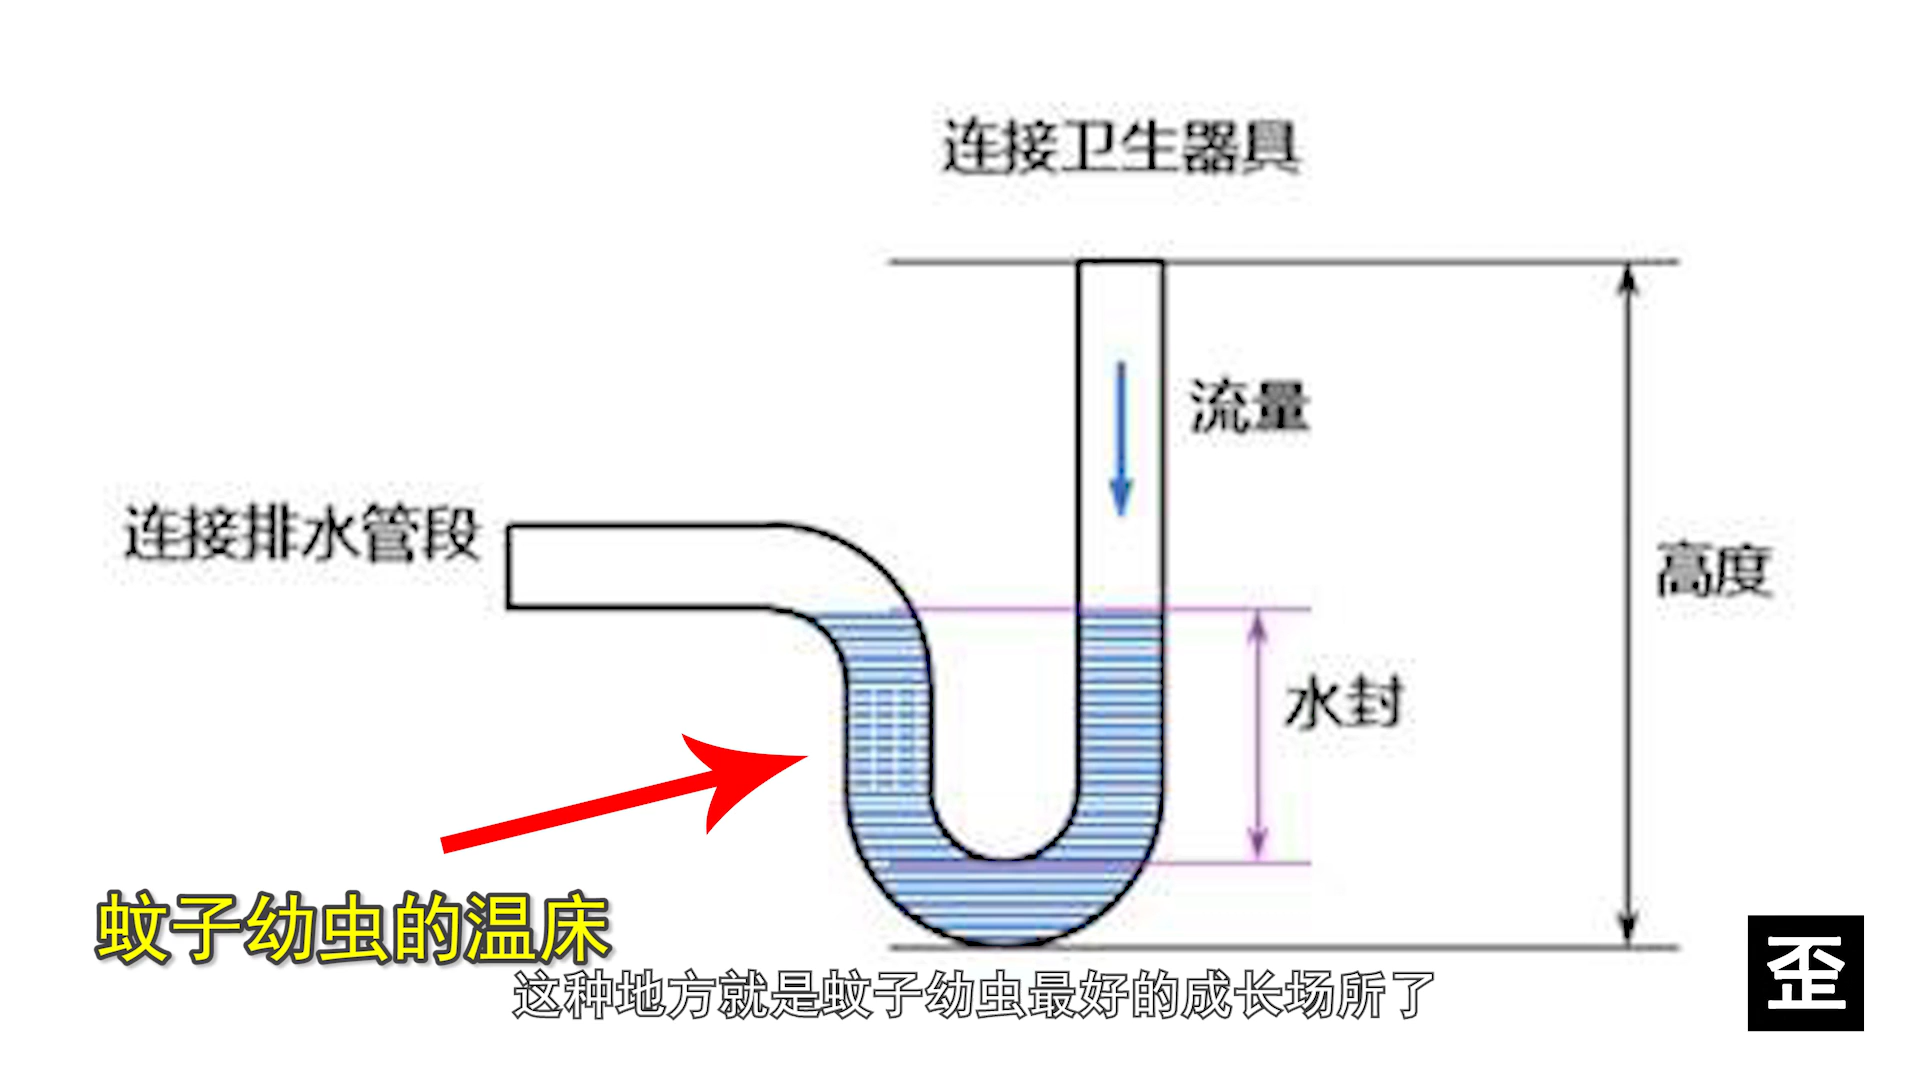 连接卫生器具
流量
连接排水管段
高度
水封
蚊子幼虫的温床
这种地方就是蚊子幼虫最好的成长场所了
歪